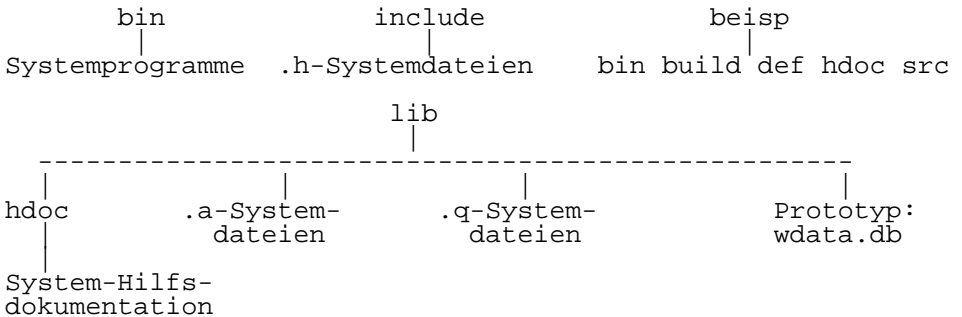 bin include beisp
Systemprogramme .h-Systemdateien bin build def hdoc src
lib
hdoc .a-System- .q-System- Prototyp:
dateien dateien wdata.db
System-Hilfs-
dokumentation